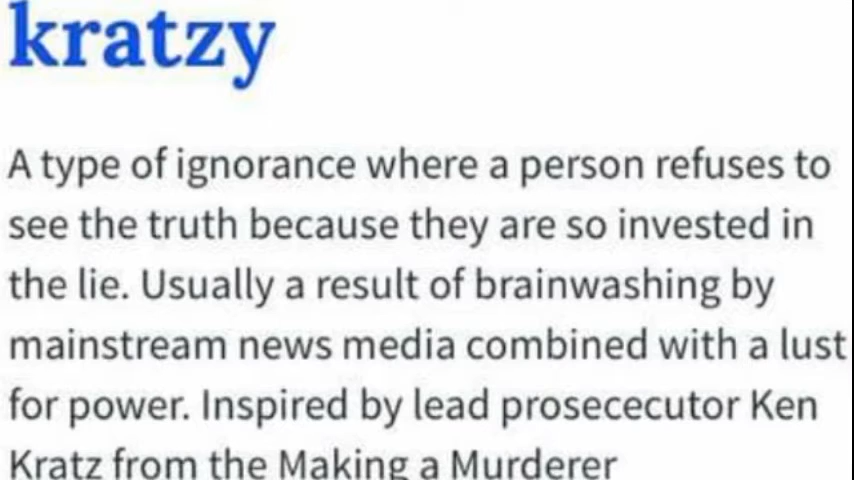 kratzy
A type of ignorance where a person refuses to
see the truth because they are so invested in
the lie. Usually a result of brainwashing by
mainstream news media combined with a lust
for power. Inspired by lead prosececutor Ken
Kratz from the Making a Murderer